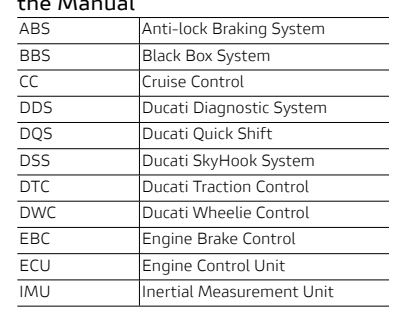 the Manual
ABS Anti-lock Braking System
BBS Black Box System
CC Cruise Control
DDS Ducati Diagnostic System
DQS Ducati Quick Shift
DSS Ducati SkyHook System
DTC Ducati Traction Control
DWC Ducati Wheelie Control
EBC Engine Brake Control
ECU Engine Control Unit
IMU Inertial Measurement Unit